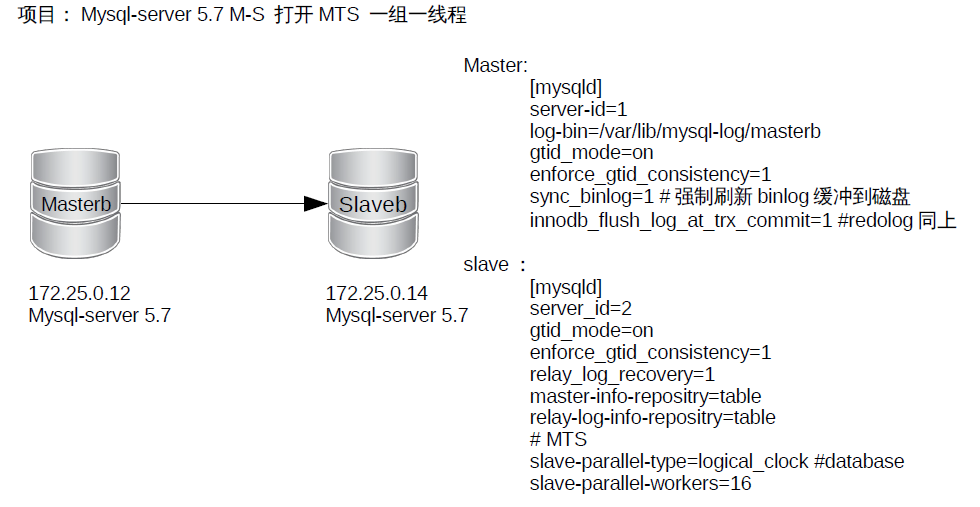 项目： Mysql-server 5.7 M-S 打开 MTS 一组一线程
Masterb
Slaveb
172.25.0.12
Mysql-server 5.7
172.25.0.14
Mysql-server 5.7
Master:
[mysqld]
server-id=1
log-bin=/var/lib/mysql-log/masterb
gtid_mode=on
enforce_gtid_consistency=1
sync_binlog=1 # 强制刷新 binlog 缓冲到磁盘
innodb_flush_log_at_trx_commit=1 #redolog 同上
slave ：
[mysqld]
server_id=2
gtid_mode=on
enforce_gtid_consistency=1
relay_log_recovery=1
master-info-repositry=table
relay-log-info-repositry=table
# MTS
slave-parallel-type=logical_clock #database
slave-parallel-workers=16